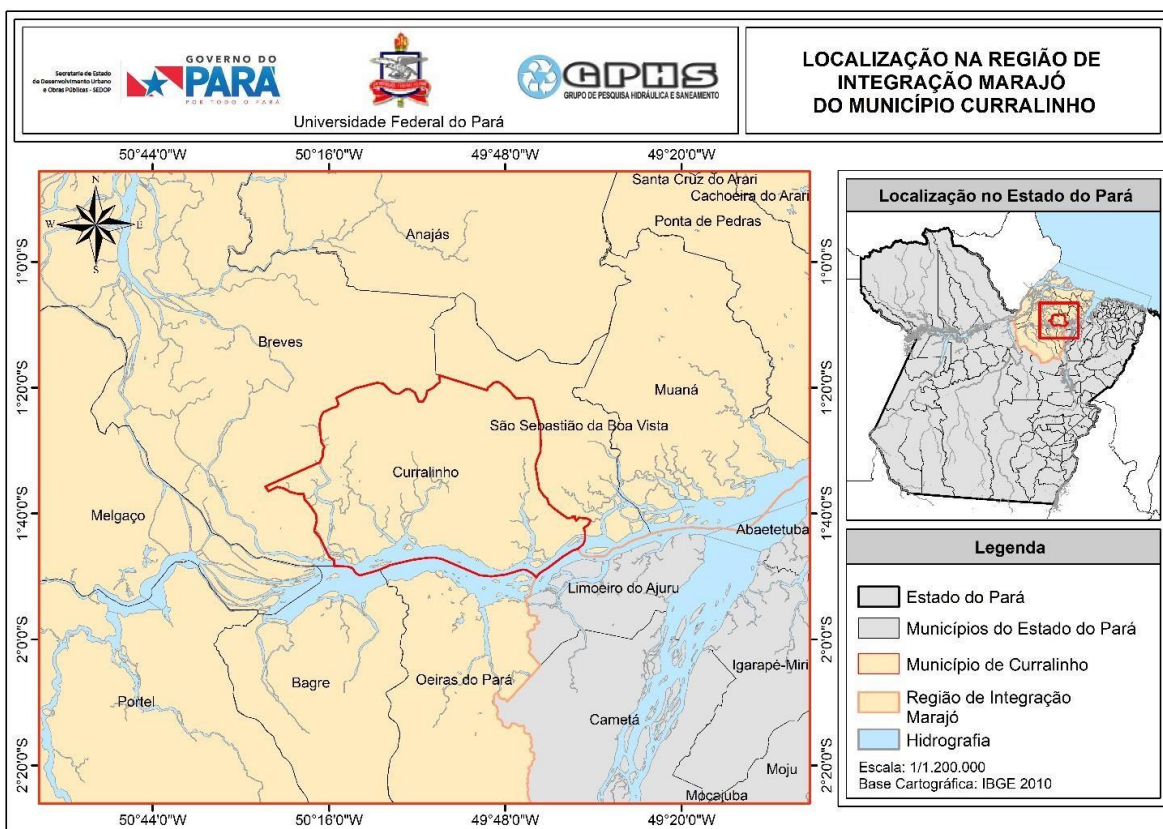 Secretaria de Estado
de Desenvolvimento Urbano
e Obras Públicas - SEDOP
GOVERNO DO
PARÁ
POR TODO O PARÁ
Universidade Federal do Pará
GPHS
GRUPO DE PESQUISA HIDRÁULICA E SANEAMENTO
LOCALIZAÇÃO NA REGIÃO DE
INTEGRAÇÃO MARAJÓ
DO MUNICÍPIO CURRALINHO
50°44'0"W 50°16'0"W 49°48'0"W 49°20'0"W
N
W E
S
Santa Cruz do Arari
Cachoeira do Arari
Ponta de Pedras
Anajás
1°0'0"S 1°0'0"S
Breves
1°20'0"S 1°20'0"S
Muaná
São Sebastião da Boa Vista
Curralinho
Melgaço
1°40'0"S 1°40'0"S
Abaetetuba
Limoeiro do Ajuru
2°0'0"S 2°0'0"S
Igarapé-Miri
Bagre
Oeiras do Pará
Portel
Cametá
2°20'0"S 2°20'0"S
Moju
Mocajuba
50°44'0"W 50°16'0"W 49°48'0"W 49°20'0"W
Localização no Estado do Pará
Legenda
Estado do Pará
Municípios do Estado do Pará
Município de Curralinho
Região de Integração
Marajó
Hidrografia
Escala: 1/1.200.000
Base Cartográfica: IBGE 2010